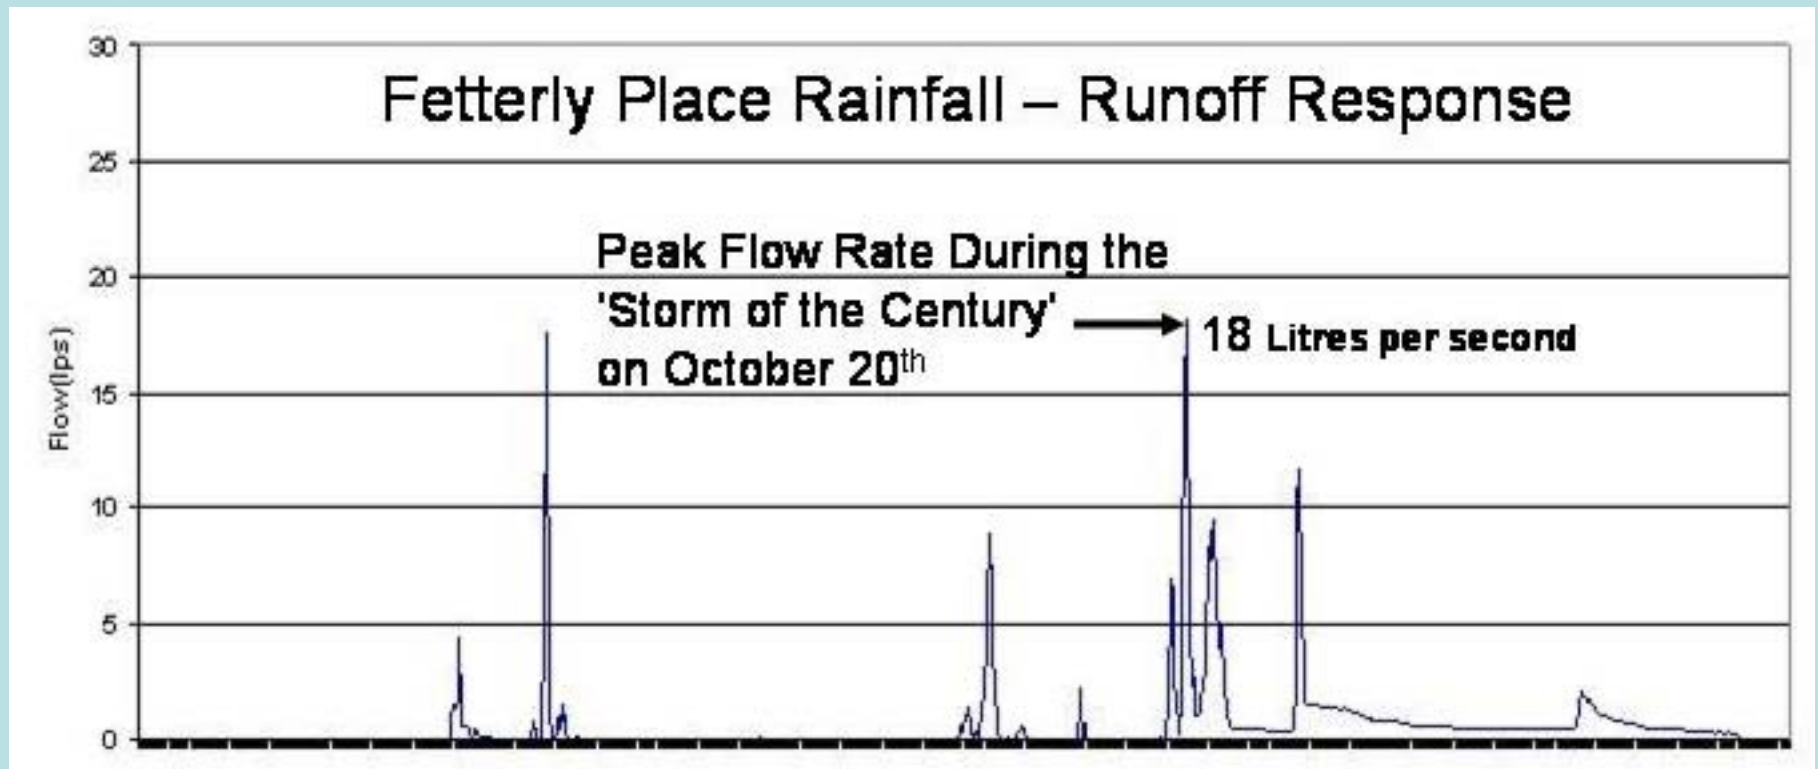 Fetterly Place Rainfall – Runoff Response
30
25
20
15
10
5
0
Flow(lps)
Peak Flow Rate During the
'Storm of the Century'
on October 20th
18 Litres per second